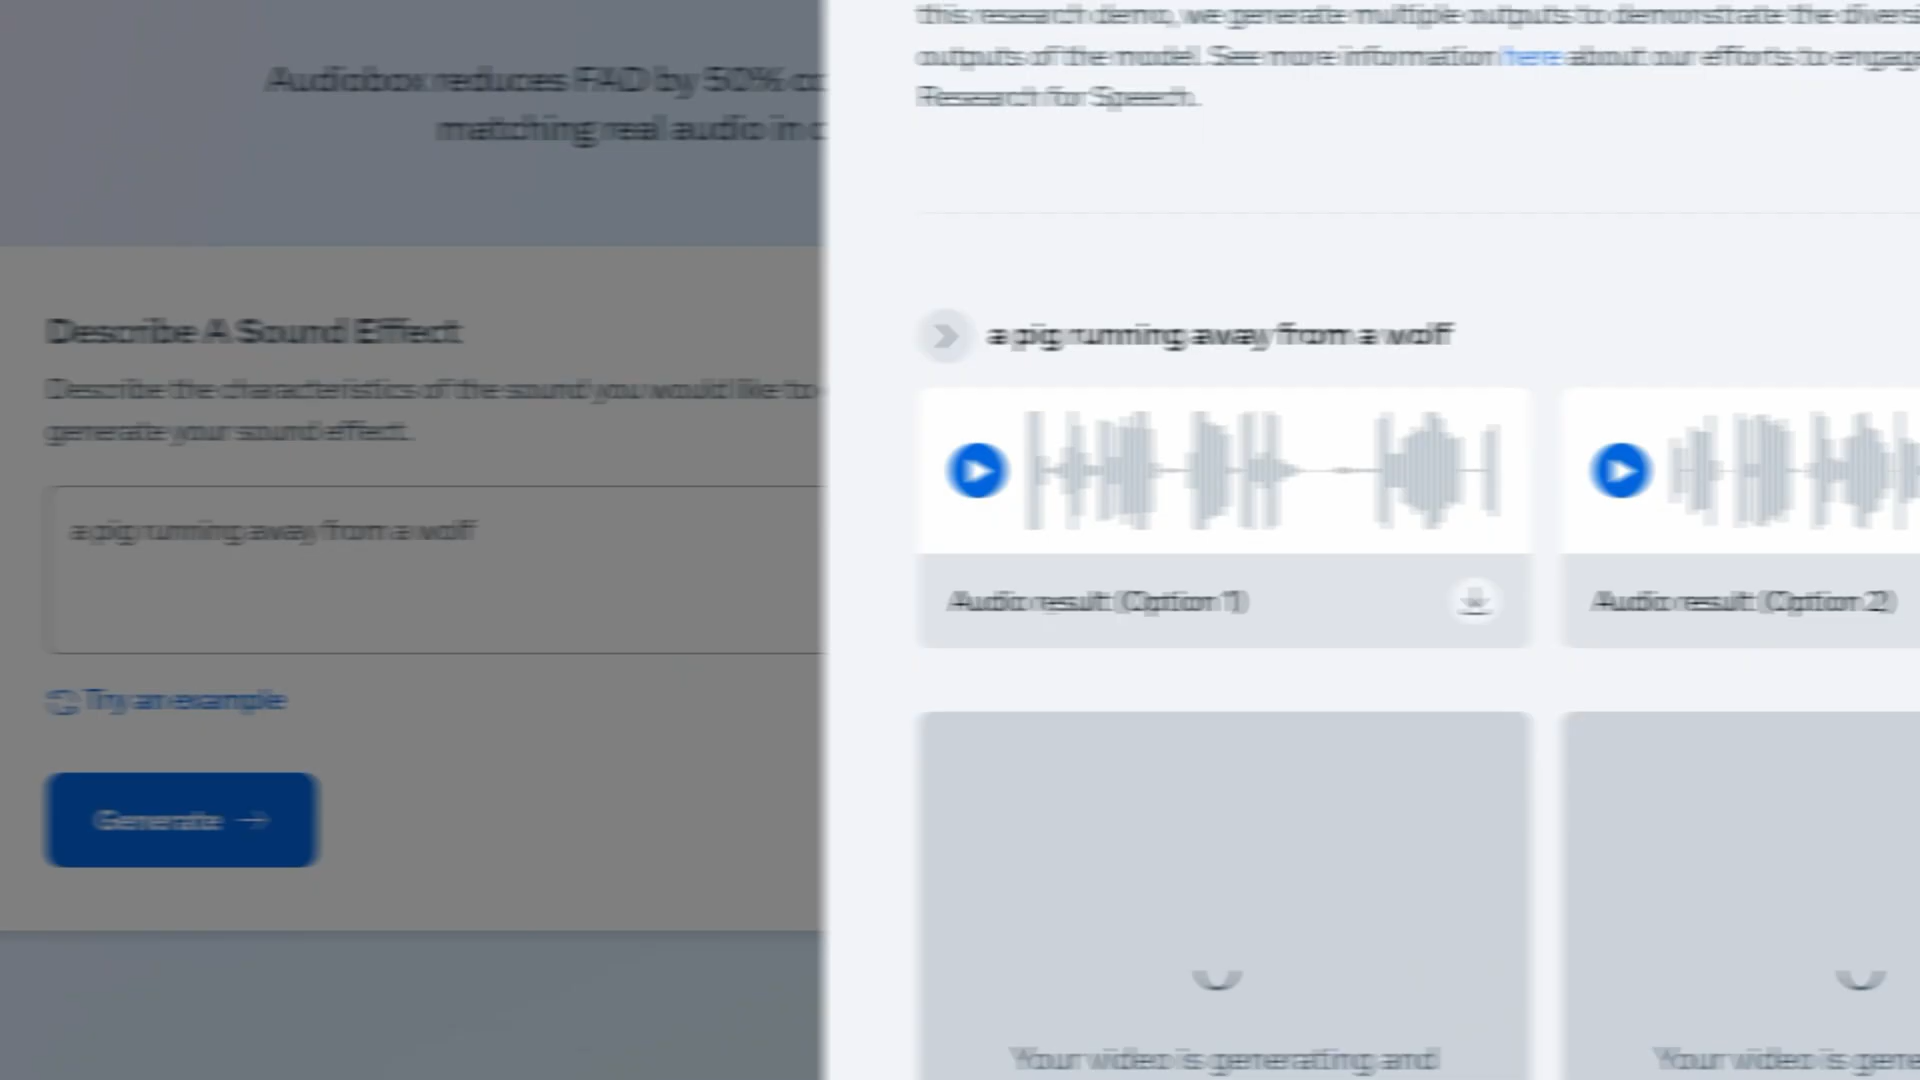 Audiobox reduces FAD by 50%
matching real audio in
Describe A Sound Effect
Describe the characteristics of the sound you would like to
generate your sound effect.
a pig running away from a wolf
Try an example
Generate
this research demo, we generate multiple outputs to demonstrate the
outputs of the model. See more information here about our efforts to
Research for Speech.
a pig running away from a wolf
Audio result (Option 1)
Audio result (Option 2)
Your video is generating and
Your video is